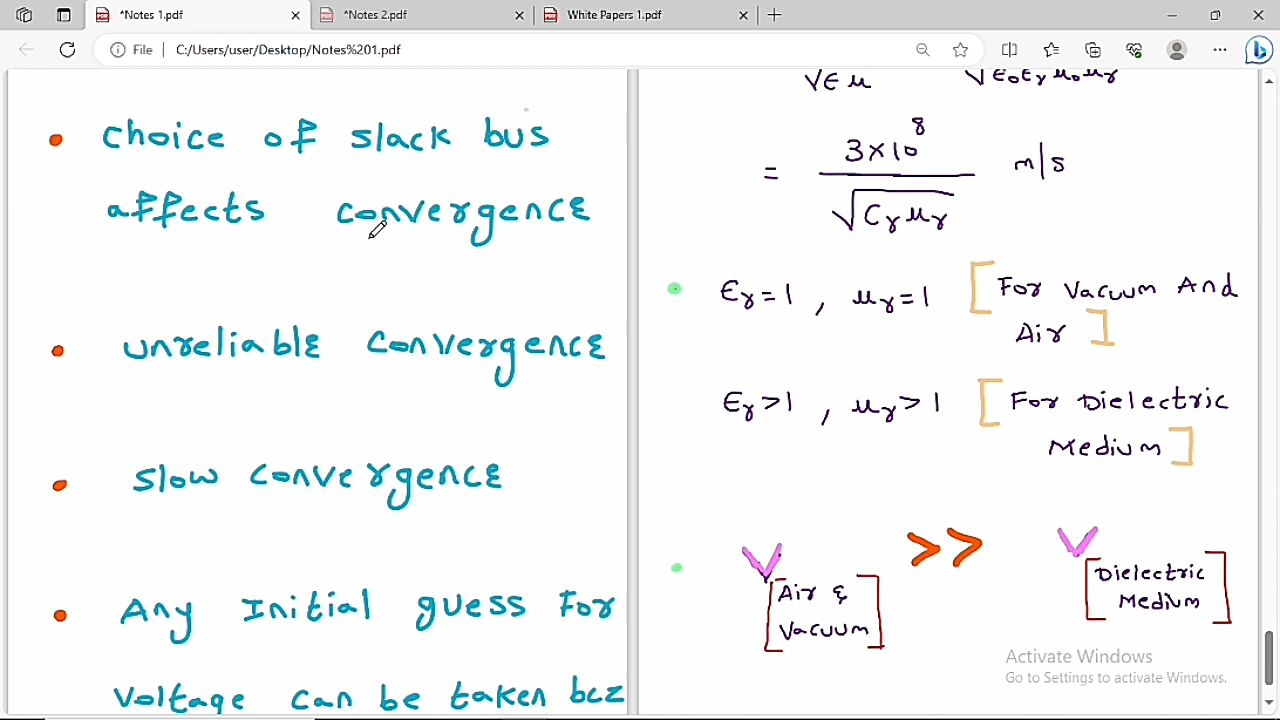 *Notes 1.pdf
*Notes 2.pdf
White Papers 1.pdf
File C:/Users/user/Desktop/Notes%201.pdf
• choice of slack bus
affects convergence
• unreliable convergence
• slow convergence
• Any Initial guess For
Voltage can be taken bcz
√ϵμ √ϵ₀ϵᵣμ₀μᵣ
= 3×10⁸ / √Cᵣμᵣ m/s
• ϵᵣ=1 , μᵣ=1 [For Vacuum And
Air]
ϵᵣ>1 , μᵣ>1 [For Dielectric
Medium]
• V >> V
[Air &
Vacuum]
[Dielectric
Medium]
Activate Windows
Go to Settings to activate Windows.